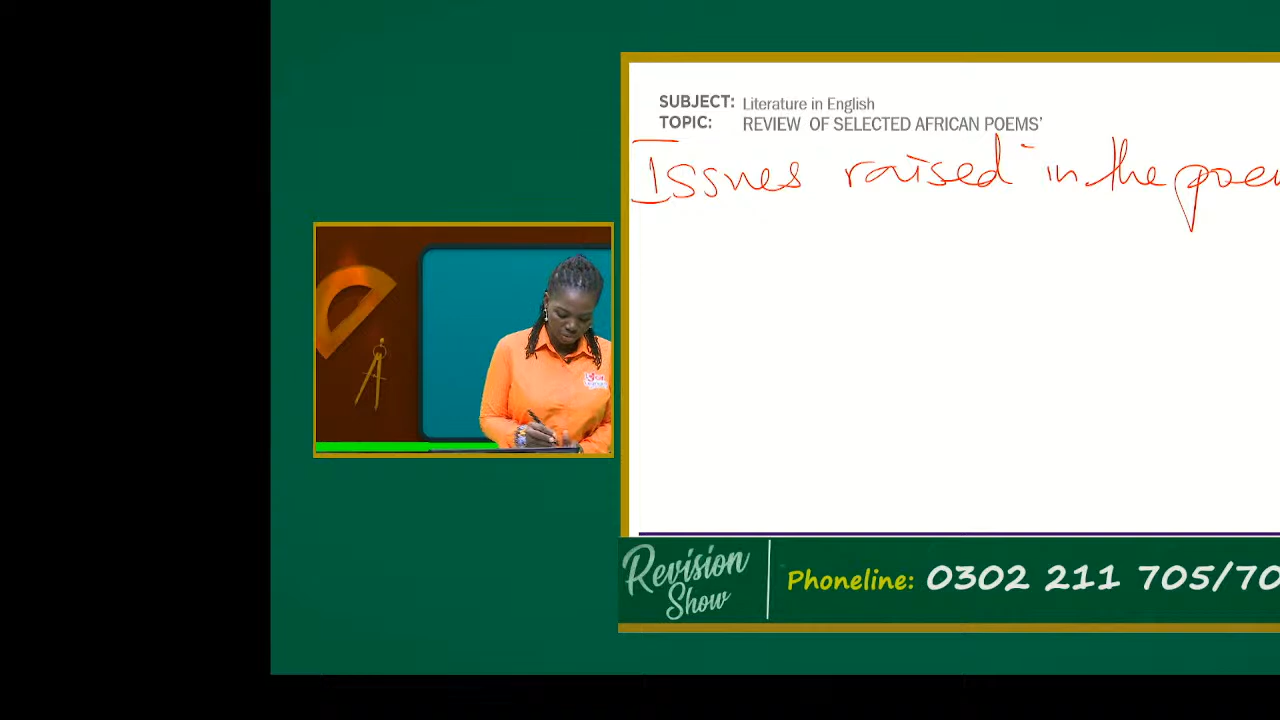 SUBJECT: Literature in English
TOPIC: REVIEW OF SELECTED AFRICAN POEMS'
Issues raised in the poem
Revision
Show
Phoneline: 0302 211 705/70